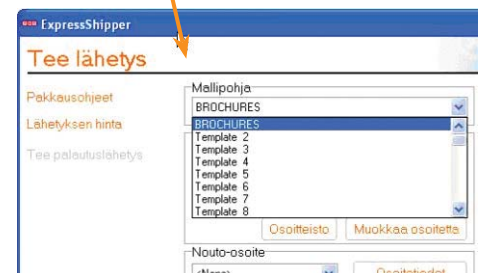 ExpressShipper
Tee lähetys
Pakkausohjeet
Lähetyksen hinta
Tee palautuslähetys
Mallipohja
BROCHURES
BROCHURES
Template 2
Template 3
Template 4
Template 5
Template 6
Template 7
Template 8
Osoitteisto Muokkaa osoitetta
Nouto-osoite
<None> Osoitetiedot